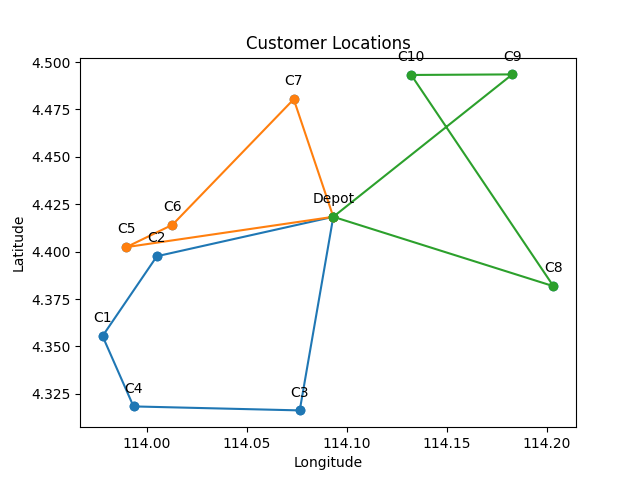 Customer Locations
C10
C9
4.500
C7
4.475
4.450
4.425
Depot
C6
C5
C2
4.400
C8
4.375
C1
4.350
C4
C3
4.325
114.00
114.05
114.10
114.15
114.20
Longitude
Latitude